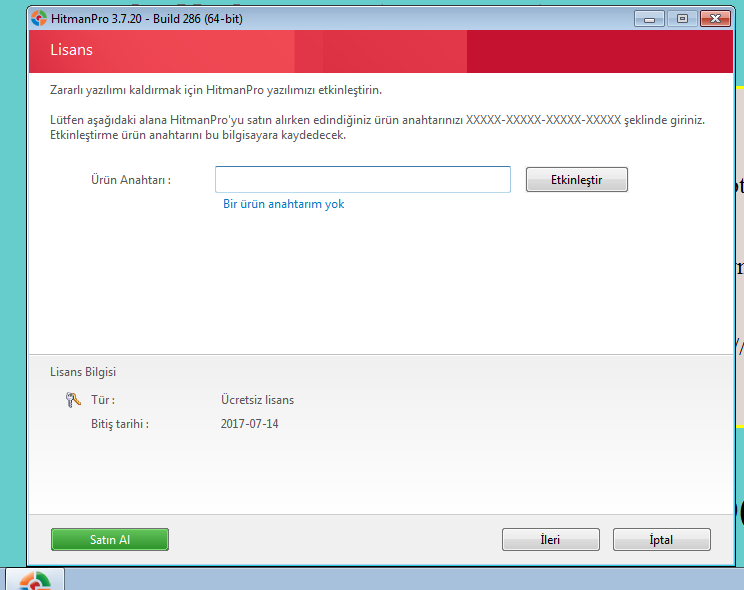 HitmanPro 3.7.20 - Build 286 (64-bit)
Lisans
Zararlı yazılımı kaldırmak için HitmanPro yazılımızı etkinleştirin.
Lütfen aşağıdaki alana HitmanPro'yu satın alırken edindiğiniz ürün anahtarınızı XXXXX-XXXXX-XXXXX-XXXXX şeklinde giriniz.
Etkinleştirme ürün anahtarını bu bilgisayara kaydedecek.
Ürün Anahtarı :
Etkinleştir
Bir ürün anahtarım yok
Lisans Bilgisi
Tür : Ücretsiz lisans
Bitiş tarihi : 2017-07-14
Satın Al
İleri
İptal